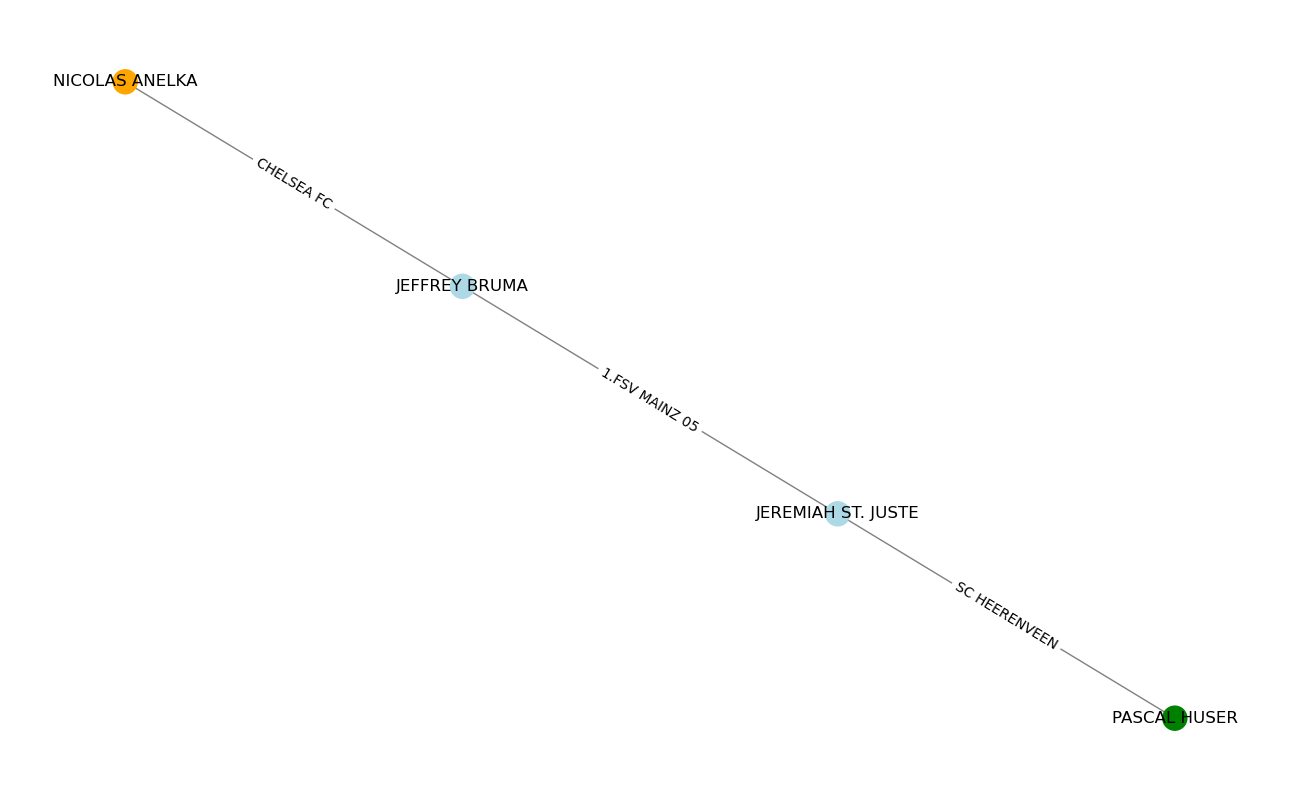 NICOLAS ANELKA
CHELSEA FC
JEFFREY BRUMA
1.FSV MAINZ 05
JEREMIAH ST. JUSTE
SC HEERENVEEN
PASCAL HUSER